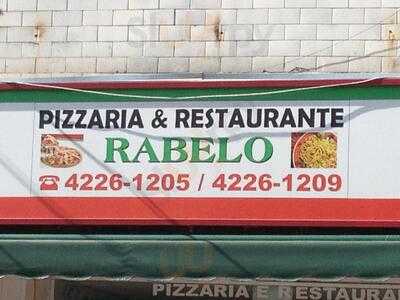 PIZZARIA & RESTAURANTE
RABELO
4226-1205 / 4226-1209
PIZZARIA E RESTAURA